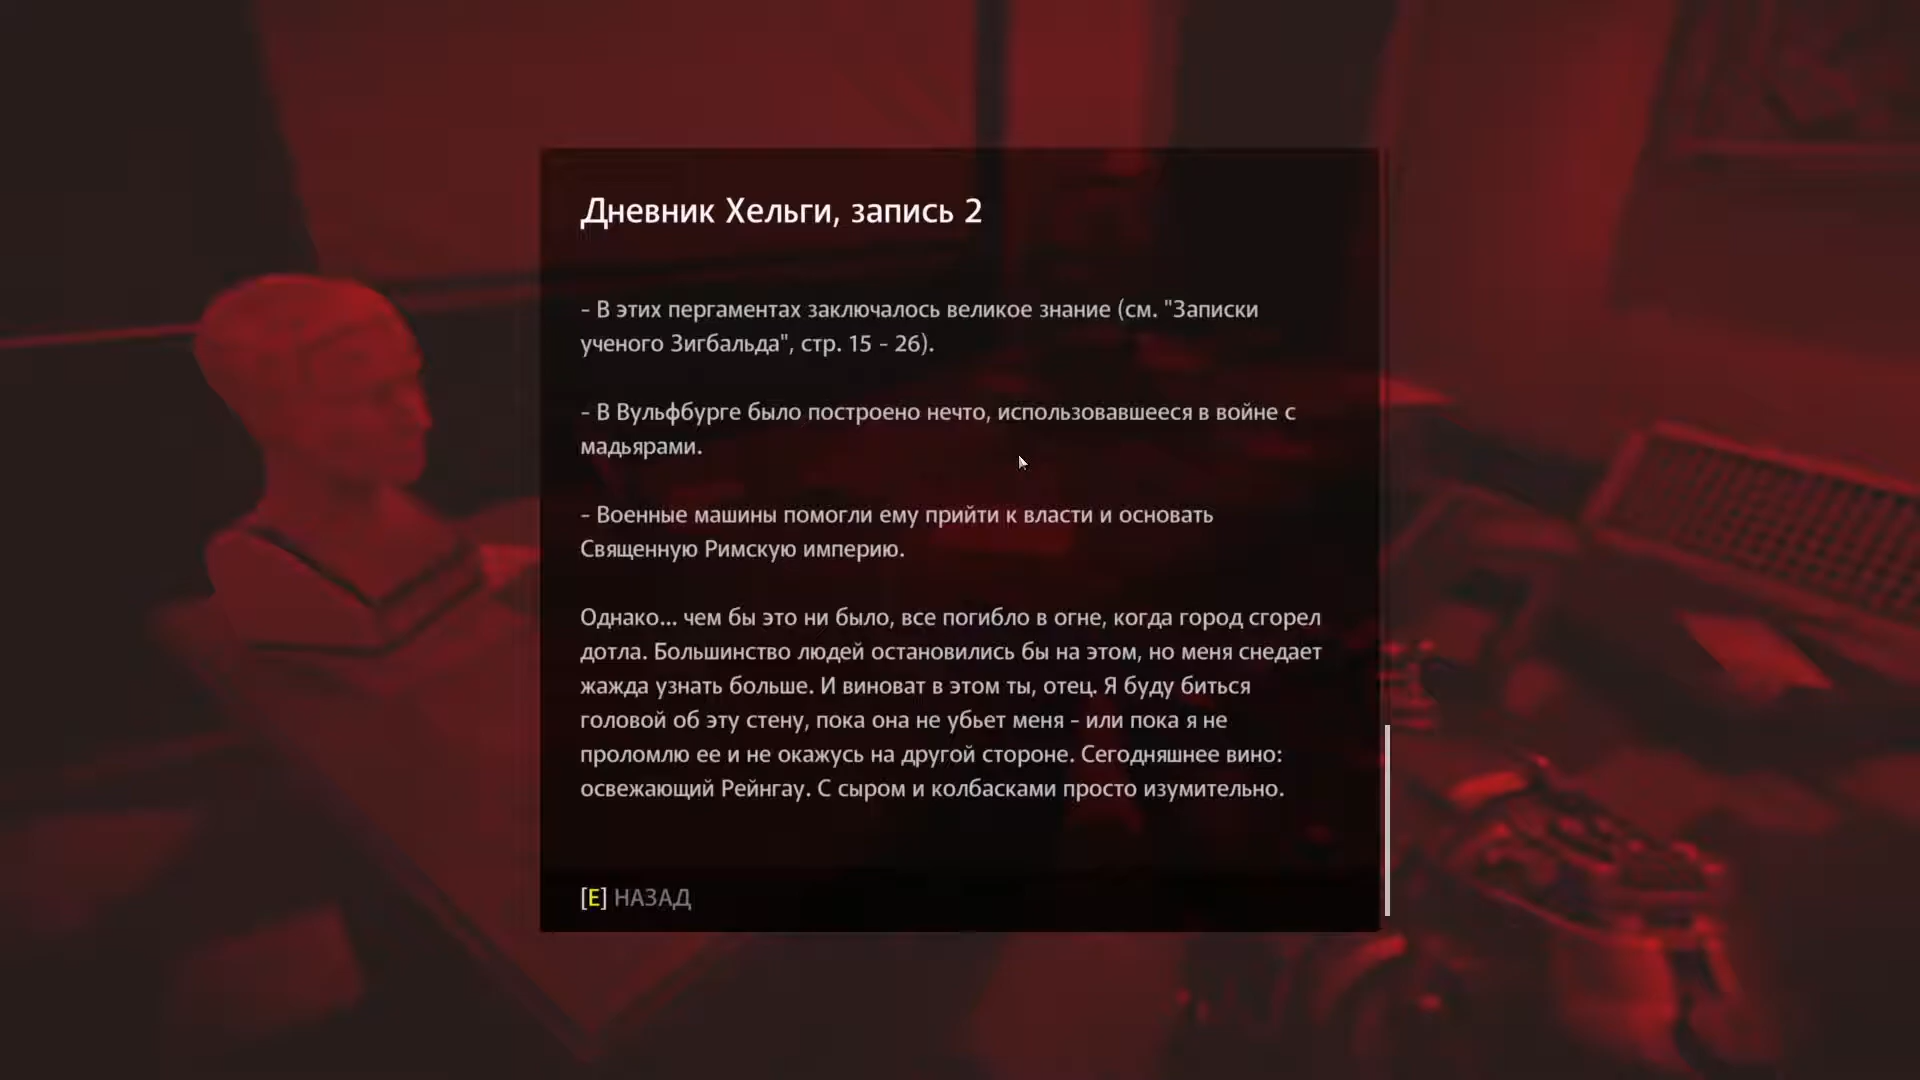 Дневник Хельги, запись 2
- В этих пергаментах заключалось великое знание (см. "Записки
ученого Зигбальда", стр. 15 - 26).
- В Вульфбурге было построено нечто, использовавшееся в войне с
мадьярами.
- Военные машины помогли ему прийти к власти и основать
Священную Римскую империю.
Однако... чем бы это ни было, все погибло в огне, когда город сгорел
дотла. Большинство людей остановились бы на этом, но меня снедает
жажда узнать больше. И виноват в этом ты, отец. Я буду биться
головой об эту стену, пока она не убьет меня - или пока я не
проломлю ее и не окажусь на другой стороне. Сегодняшнее вино:
освежающий Рейнгау. С сыром и колбасками просто изумительно.
[E] НАЗАД